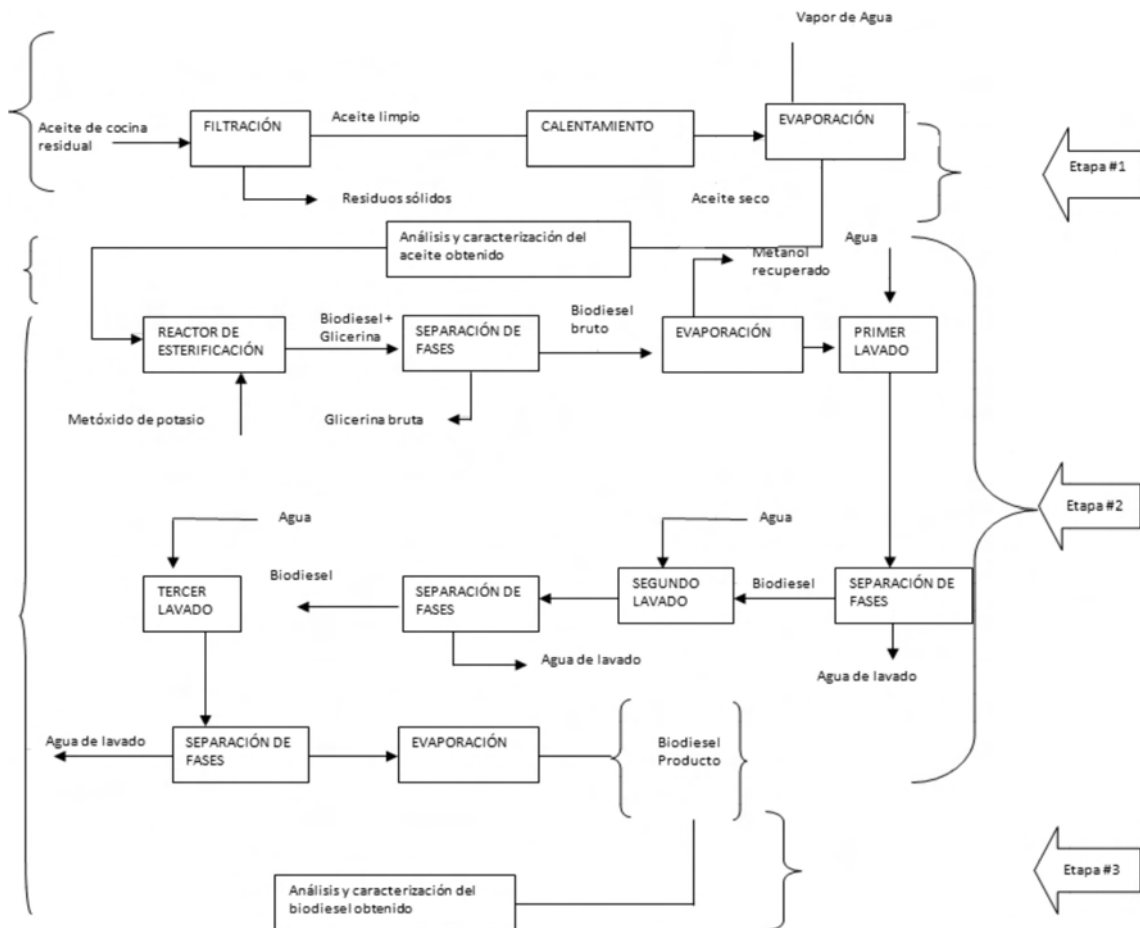 Vapor de Agua
Aceite de cocina
residual
FILTRACIÓN
Aceite limpio
CALENTAMIENTO
EVAPORACIÓN
Etapa #1
Residuos sólidos
Aceite seco
Análisis y caracterización del
aceite obtenido
Metanol
recuperado
Agua
REACTOR DE
ESTERIFICACIÓN
Biodiesel +
Glicerina
SEPARACIÓN DE
FASES
Biodiesel
bruto
EVAPORACIÓN
PRIMER
LAVADO
Metóxido de potasio
Glicerina bruta
Etapa #2
Agua
Agua
TERCER
LAVADO
Biodiesel
SEPARACIÓN DE
FASES
SEGUNDO
LAVADO
Biodiesel
SEPARACIÓN DE
FASES
Agua de lavado
Agua de lavado
Agua de lavado
SEPARACIÓN DE
FASES
EVAPORACIÓN
Biodiesel
Producto
Etapa #3
Análisis y caracterización del
biodiesel obtenido